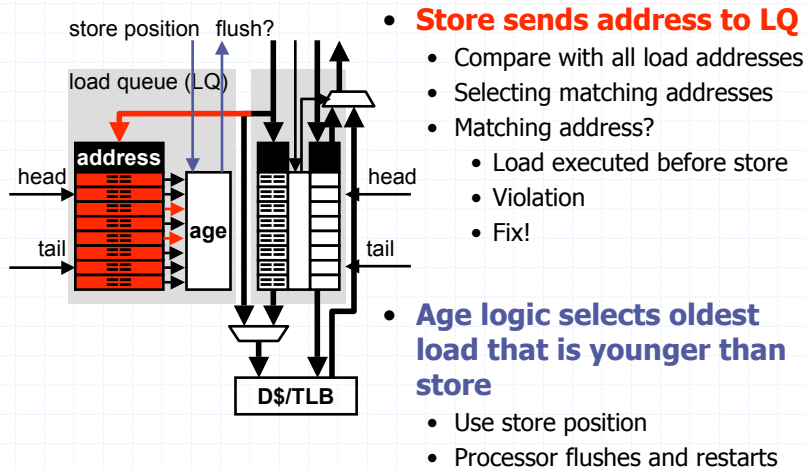 store position flush?
load queue (LQ)
address
head
age
tail
head
tail
D$/TLB
• Store sends address to LQ
• Compare with all load addresses
• Selecting matching addresses
• Matching address?
• Load executed before store
• Violation
• Fix!
• Age logic selects oldest
load that is younger than
store
• Use store position
• Processor flushes and restarts